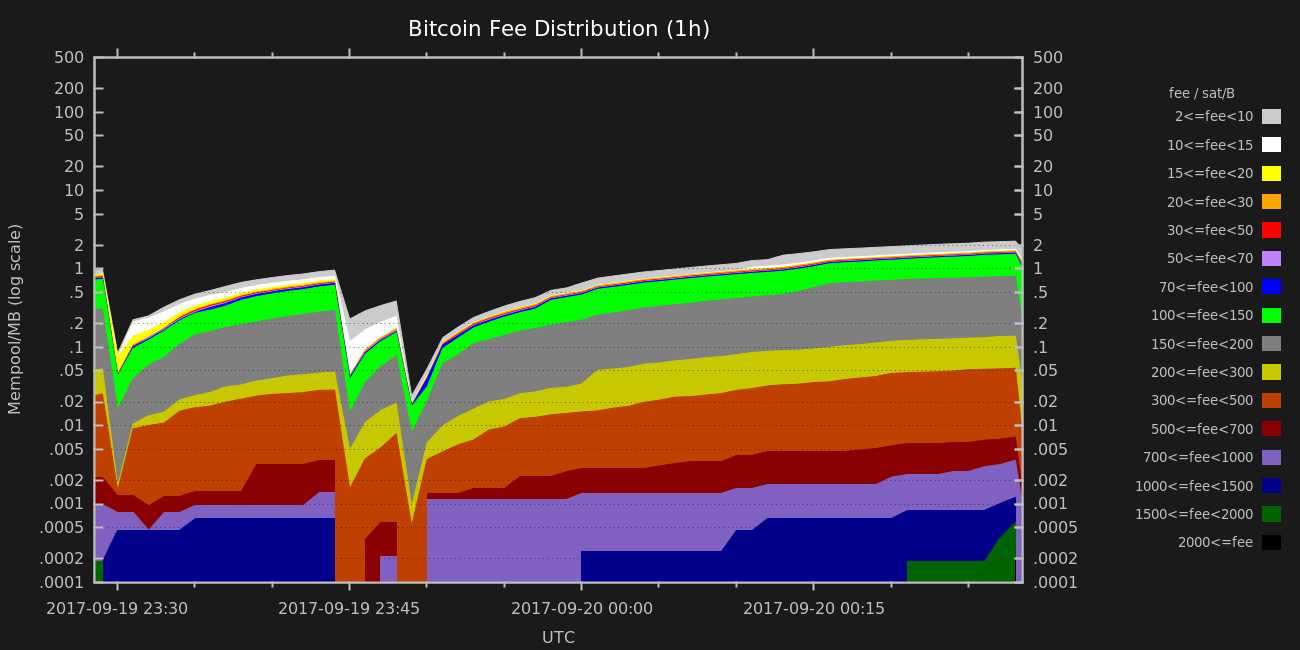 Bitcoin Fee Distribution (1h)
500
200
100
50
20
10
5
2
1
.5
.2
.1
.05
.02
.01
.005
.002
.001
.0005
.0002
.0001
Mempool/MB (log scale)
500
200
100
50
20
10
5
2
1
.5
.2
.1
.05
.02
.01
.005
.002
.001
.0005
.0002
.0001
2017-09-19 23:30
2017-09-19 23:45
2017-09-20 00:00
2017-09-20 00:15
UTC
fee / sat/B
2<=fee<10
10<=fee<15
15<=fee<20
20<=fee<30
30<=fee<50
50<=fee<70
70<=fee<100
100<=fee<150
150<=fee<200
200<=fee<300
300<=fee<500
500<=fee<700
700<=fee<1000
1000<=fee<1500
1500<=fee<2000
2000<=fee